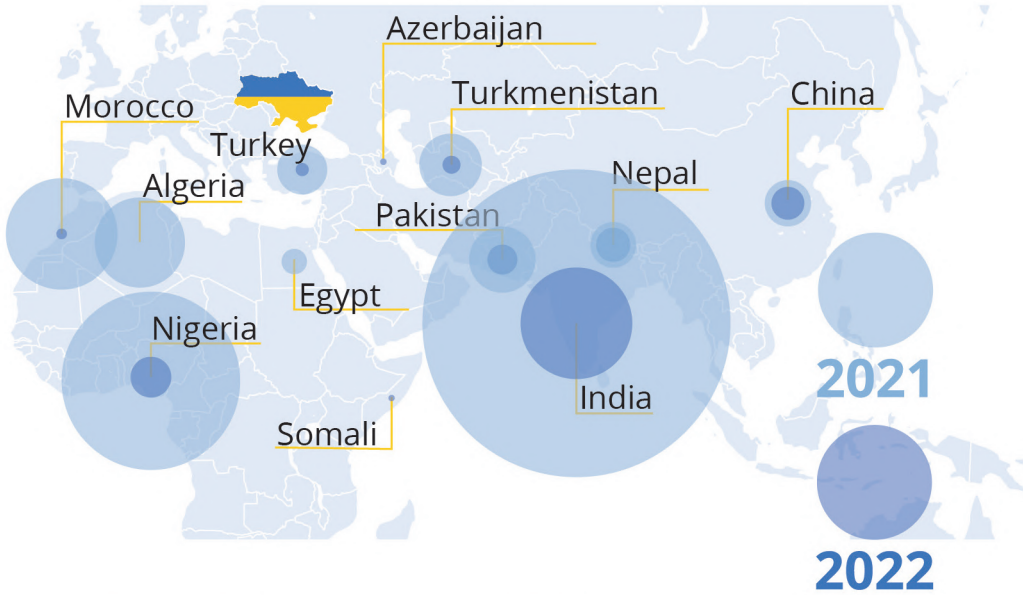 Azerbaijan
Morocco
Turkmenistan
China
Turkey
Algeria
Nepal
Pakistan
Egypt
Nigeria
India
Somali
2021
2022